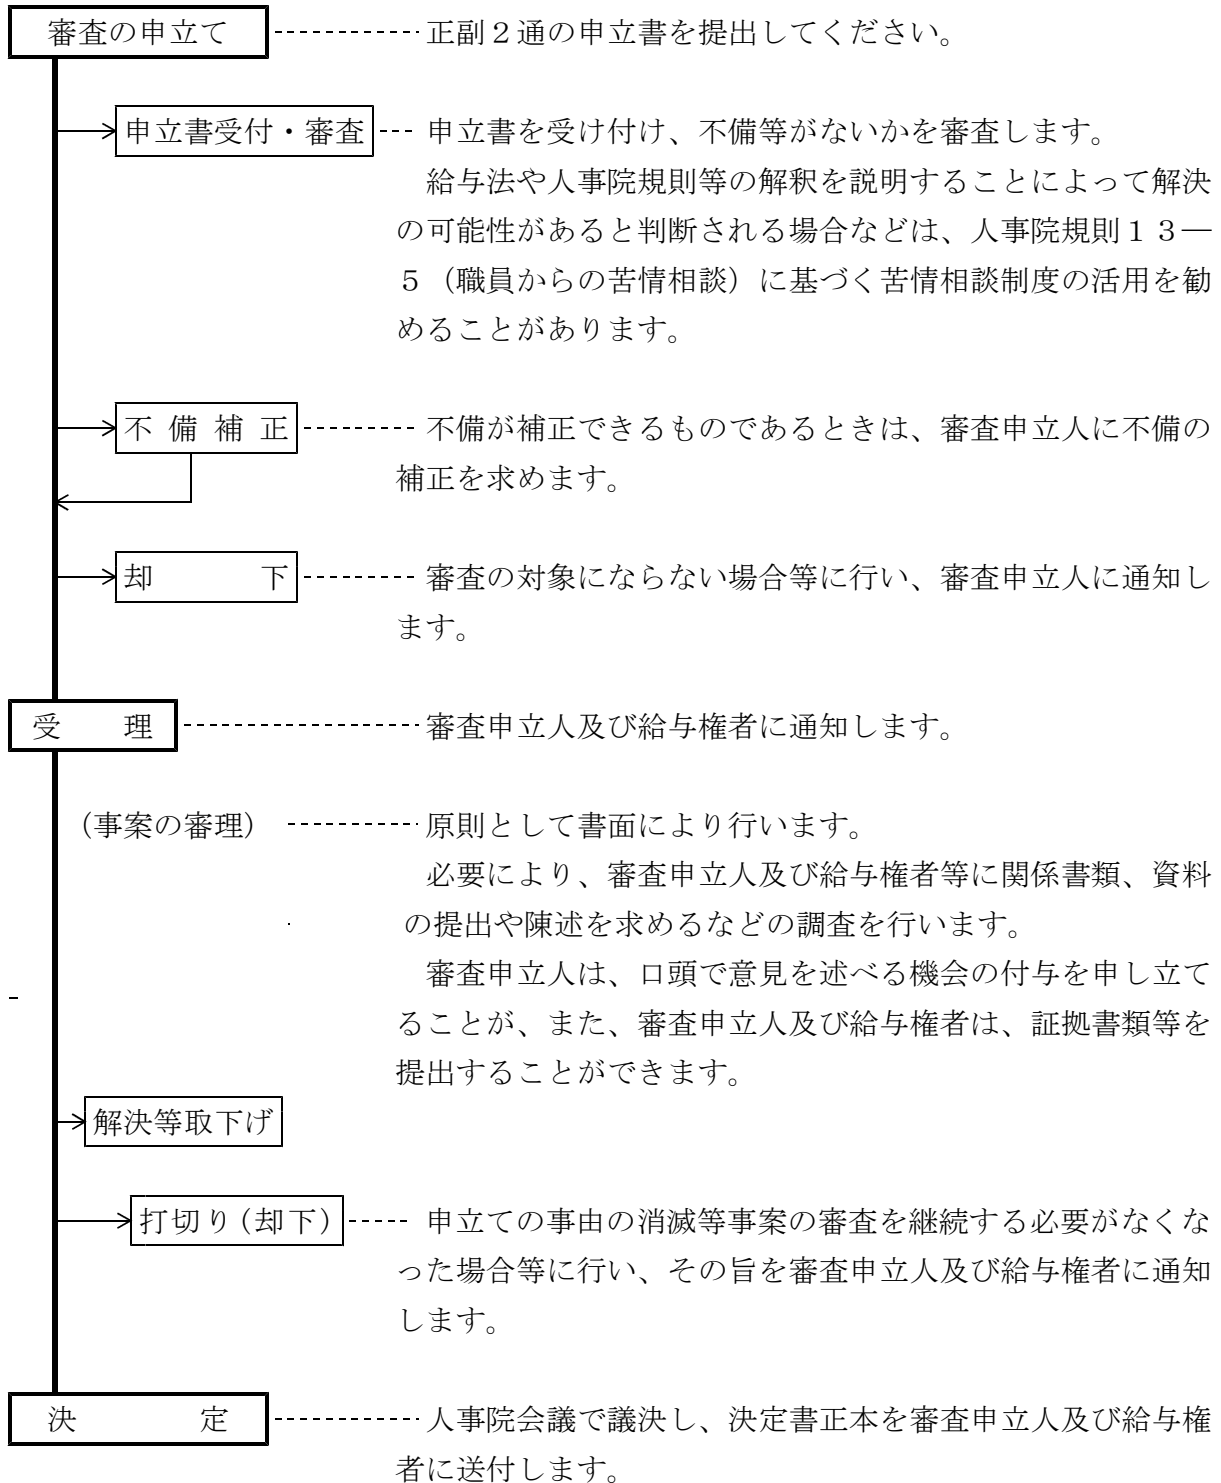 審査の申立て 正副２通の申立書を提出してください。
申立書受付・審査 申立書を受け付け、不備等がないかを審査します。
給与法や人事院規則等の解釈を説明することによって解決
の可能性があると判断される場合などは、人事院規則１３―
５（職員からの苦情相談）に基づく苦情相談制度の活用を勧
めることがあります。
不備補正 不備が補正できるものであるときは、審査申立人に不備の
補正を求めます。
却下 審査の対象にならない場合等に行い、審査申立人に通知し
ます。
受理 審査申立人及び給与権者に通知します。
（事案の審理） 原則として書面により行います。
必要により、審査申立人及び給与権者等に関係書類、資料
の提出や陳述を求めるなどの調査を行います。
審査申立人は、口頭で意見を述べる機会の付与を申し立て
ることが、また、審査申立人及び給与権者は、証拠書類等を
提出することができます。
解決等取下げ
打切り（却下） 申立ての事由の消滅等事案の審査を継続する必要がなくな
った場合等に行い、その旨を審査申立人及び給与権者に通知
します。
決定 人事院会議で議決し、決定書正本を審査申立人及び給与権
者に送付します。